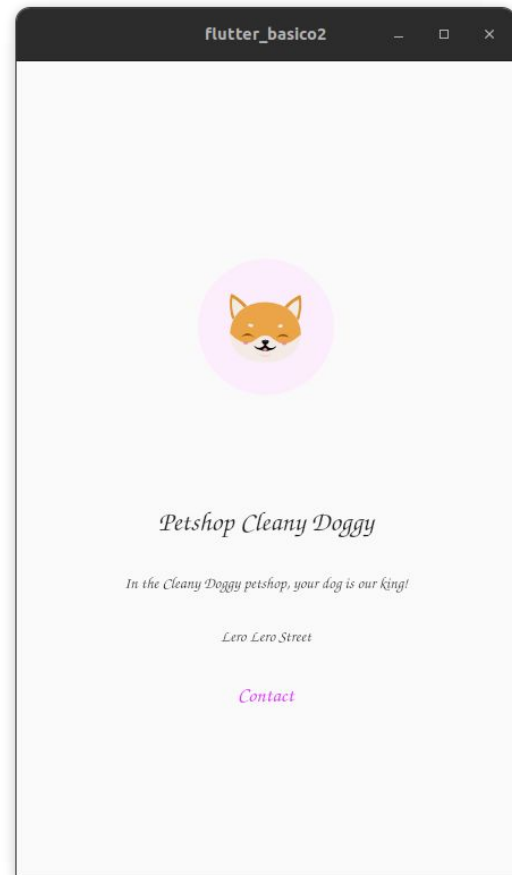 flutter_basico2
Petshop Cleany Doggy
In the Cleany Doggy petshop, your dog is our king!
Lero Lero Street
Contact